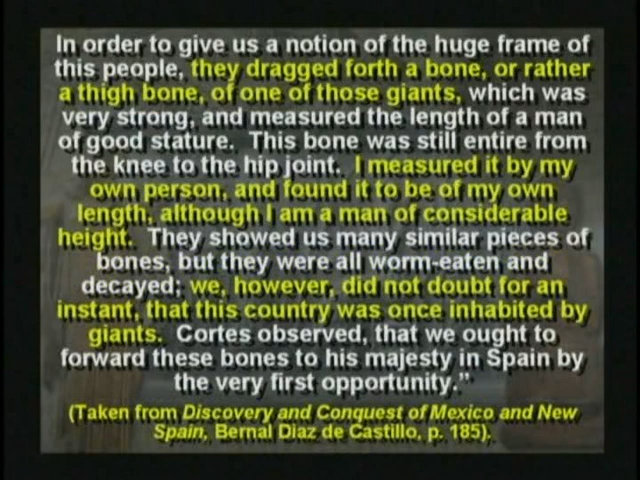 In order to give us a notion of the huge frame of
this people, they dragged forth a bone, or rather
a thigh bone, of one of those giants, which was
very strong, and measured the length of a man
of good stature.  This bone was still entire from
the knee to the hip joint.  I measured it by my
own person, and found it to be of my own
length, although I am a man of considerable
height.  They showed us many similar pieces of
bones, but they were all worm-eaten and
decayed; we, however, did not doubt for an
instant, that this country was once inhabited by
giants.  Cortes observed, that we ought to
forward these bones to his majesty in Spain by
the very first opportunity.”
(Taken from Discovery and Conquest of Mexico and New
Spain, Bernal Diaz de Castillo, p. 185).